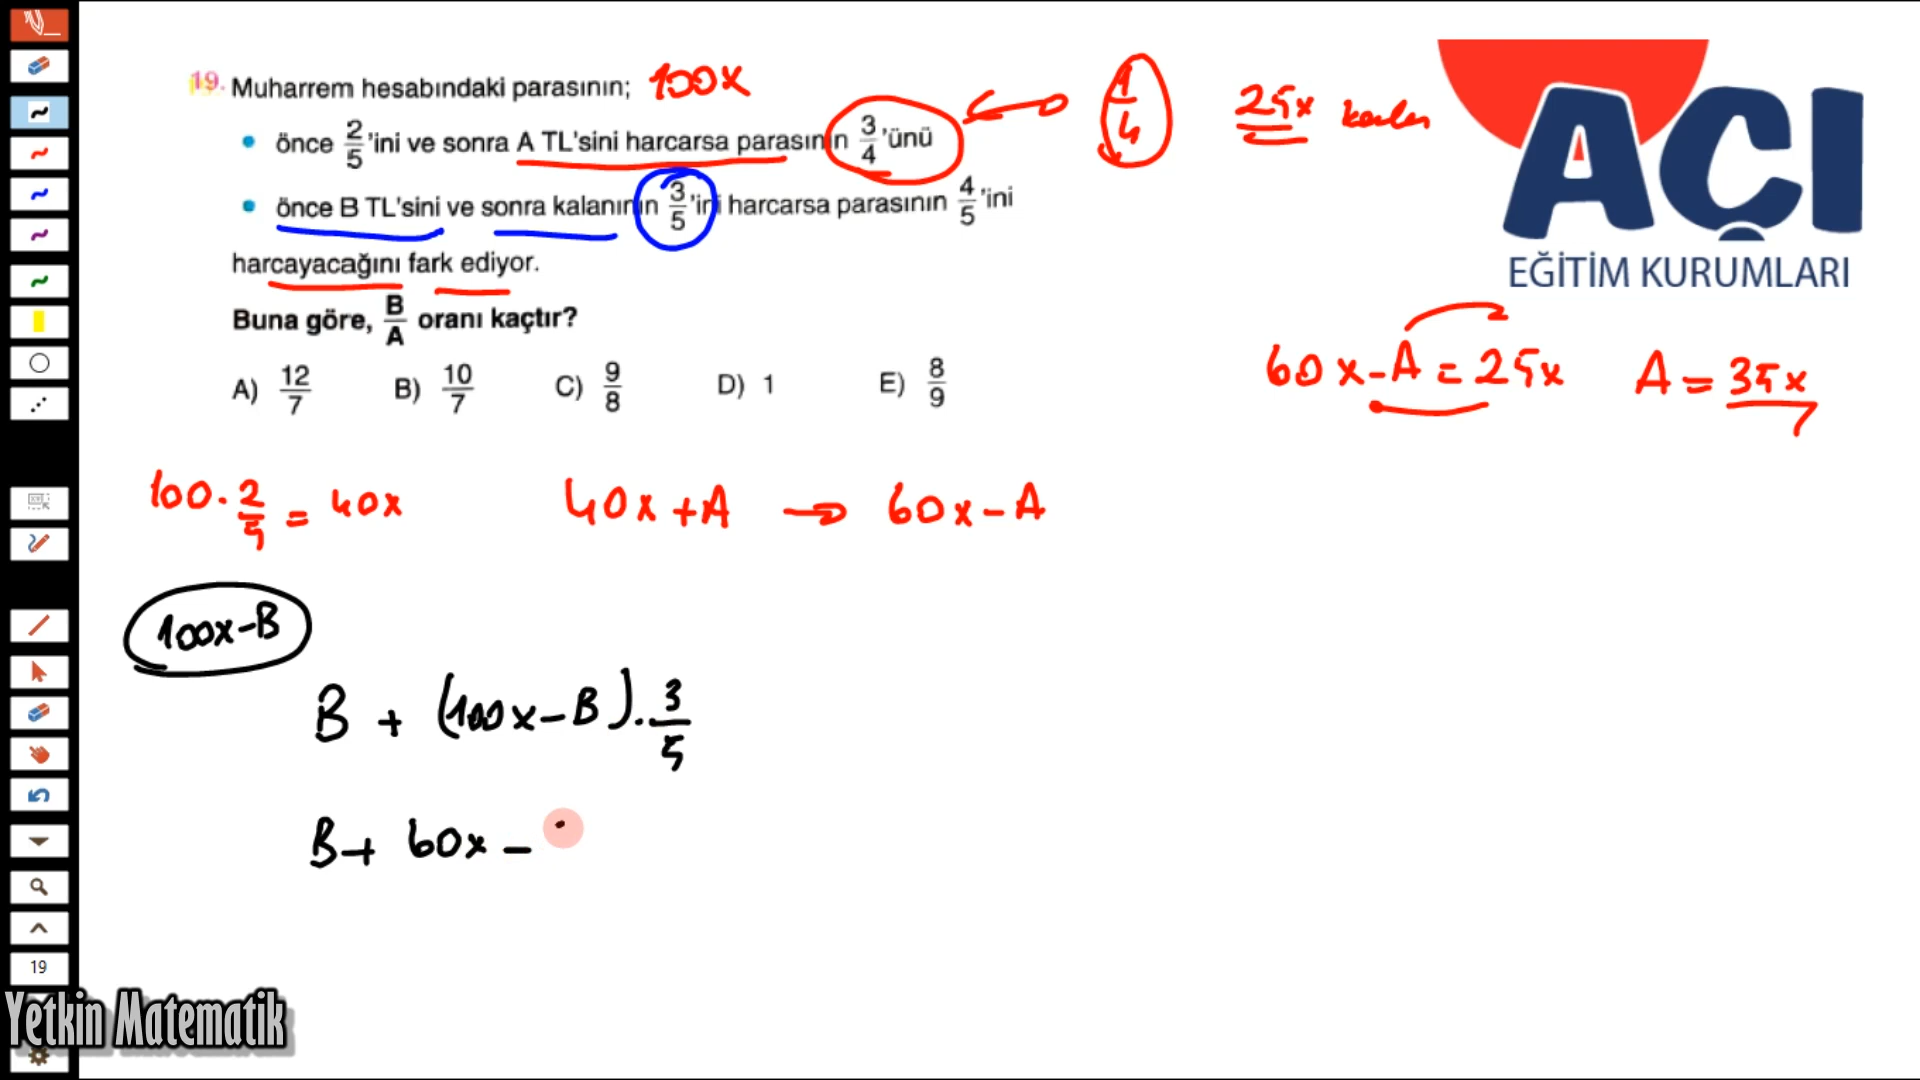 19. Muharrem hesabındaki parasının; 100x
• önce 2/5'ini ve sonra A TL'sini harcarsa parasının 3/4'ünü
1/4
25x kalır
• önce B TL'sini ve sonra kalanının 3/5'ini harcarsa parasının 4/5'ini
harcayacağını fark ediyor.
Buna göre, B/A oranı kaçtır?
A) 12/7 B) 10/7 C) 9/8 D) 1 E) 8/9
AÇI
EĞİTİM KURUMLARI
60x-A=25x A=35x
100.2/5=40x 40x+A → 60x-A
100x-B
B+(100x-B).3/5
B+60x-
19
Yetkin Matematik